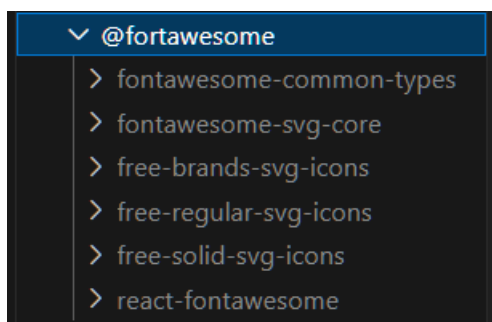 @fortawesome
fontawesome-common-types
fontawesome-svg-core
free-brands-svg-icons
free-regular-svg-icons
free-solid-svg-icons
react-fontawesome